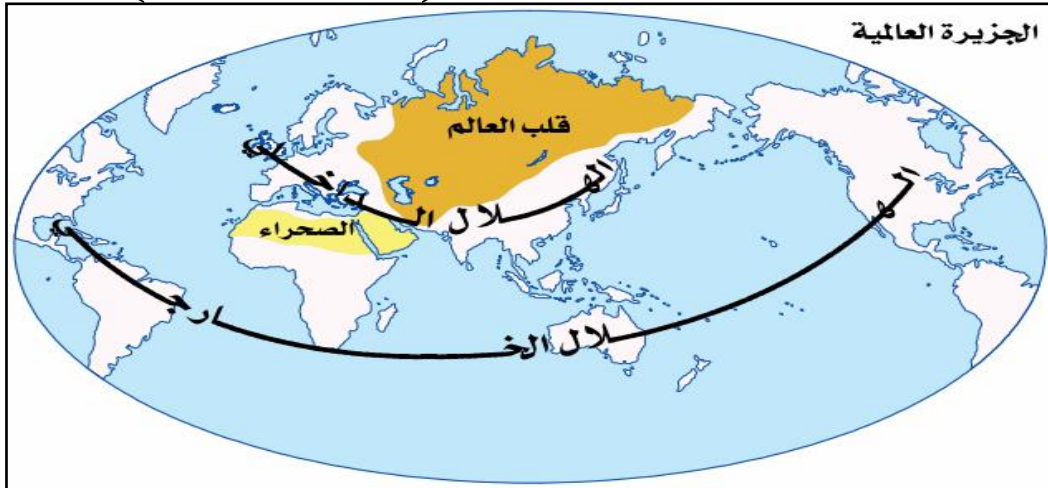 الجزيرة العالمية
قلب العالم
الهلال الداخلي
الصحراء
الهلال الخارجي